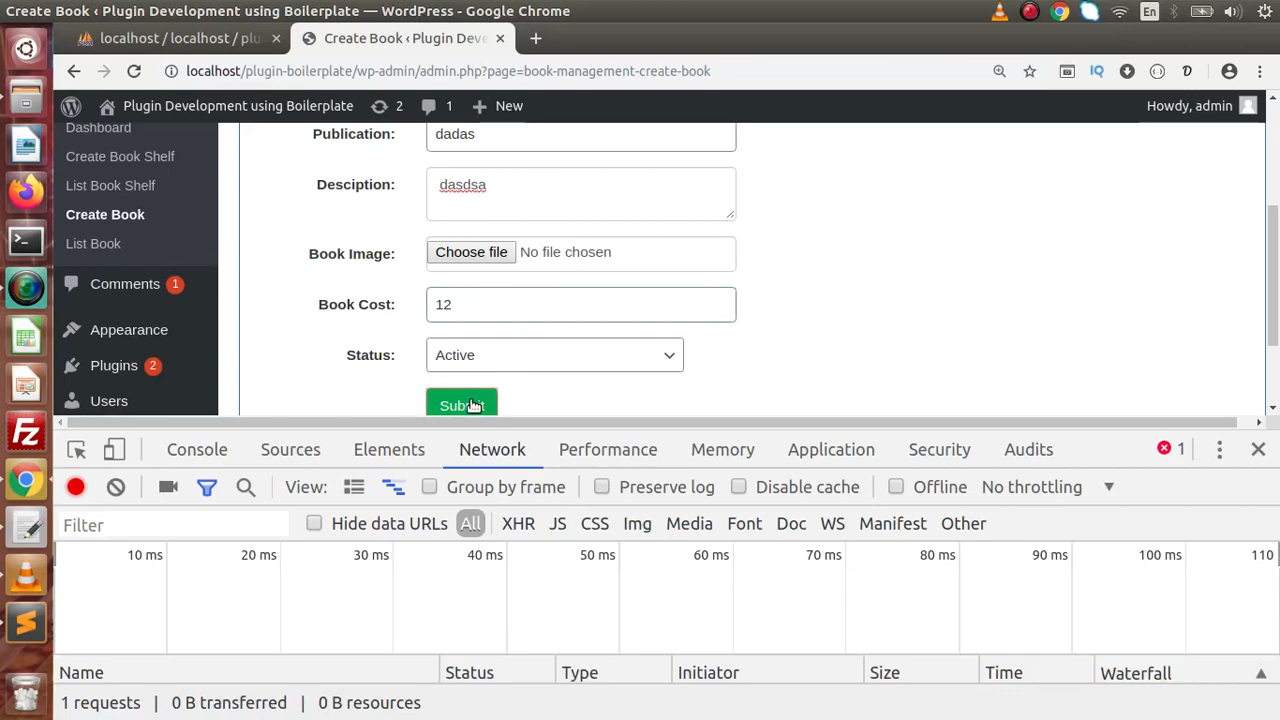 Create Book ‹ Plugin Development using Boilerplate — WordPress - Google Chrome
En
localhost / localhost / plu
Create Book ‹ Plugin Deve
localhost/plugin-boilerplate/wp-admin/admin.php?page=book-management-create-book
IQ
Plugin Development using Boilerplate 2 1 New Howdy, admin
Dashboard
Create Book Shelf
List Book Shelf
Create Book
List Book
Comments 1
Appearance
Plugins 2
Users
Publication: dadas
Desciption: dasdsa
Book Image: Choose file No file chosen
Book Cost: 12
Status: Active
Submit
Console Sources Elements Network Performance Memory Application Security Audits 1
View: Group by frame Preserve log Disable cache Offline No throttling
Filter Hide data URLs All XHR JS CSS Img Media Font Doc WS Manifest Other
10 ms 20 ms 30 ms 40 ms 50 ms 60 ms 70 ms 80 ms 90 ms 100 ms 110
Name Status Type Initiator Size Time Waterfall
1 requests | 0 B transferred | 0 B resources